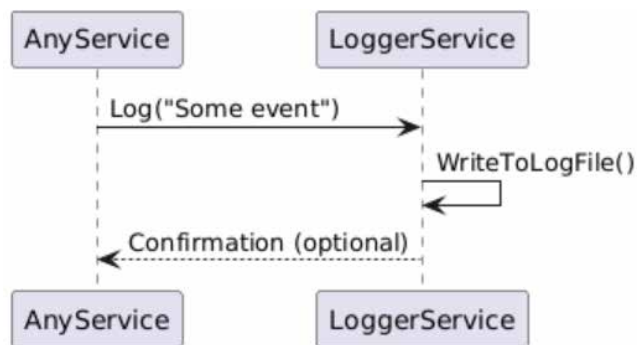 AnyService LoggerService
Log("Some event")
WriteToLogFile()
Confirmation (optional)
AnyService LoggerService